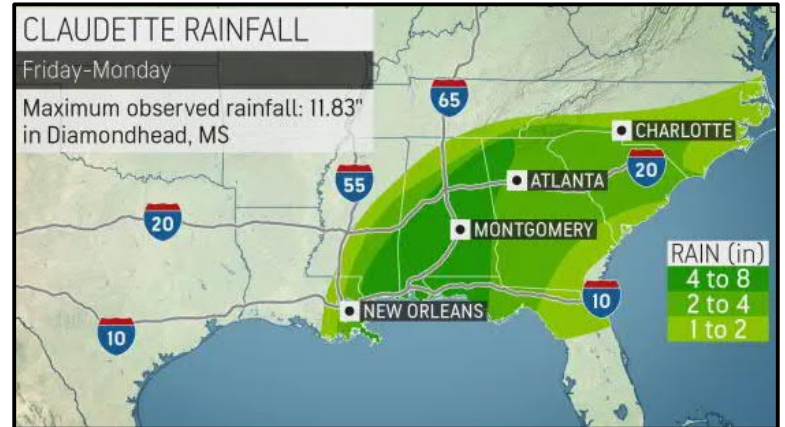 CLAUDETTE RAINFALL
Friday-Monday
Maximum observed rainfall: 11.83"
in Diamondhead, MS
65
CHARLOTTE
55
ATLANTA
20
20
MONTGOMERY
RAIN (in)
4 to 8
2 to 4
1 to 2
10
NEW ORLEANS
10